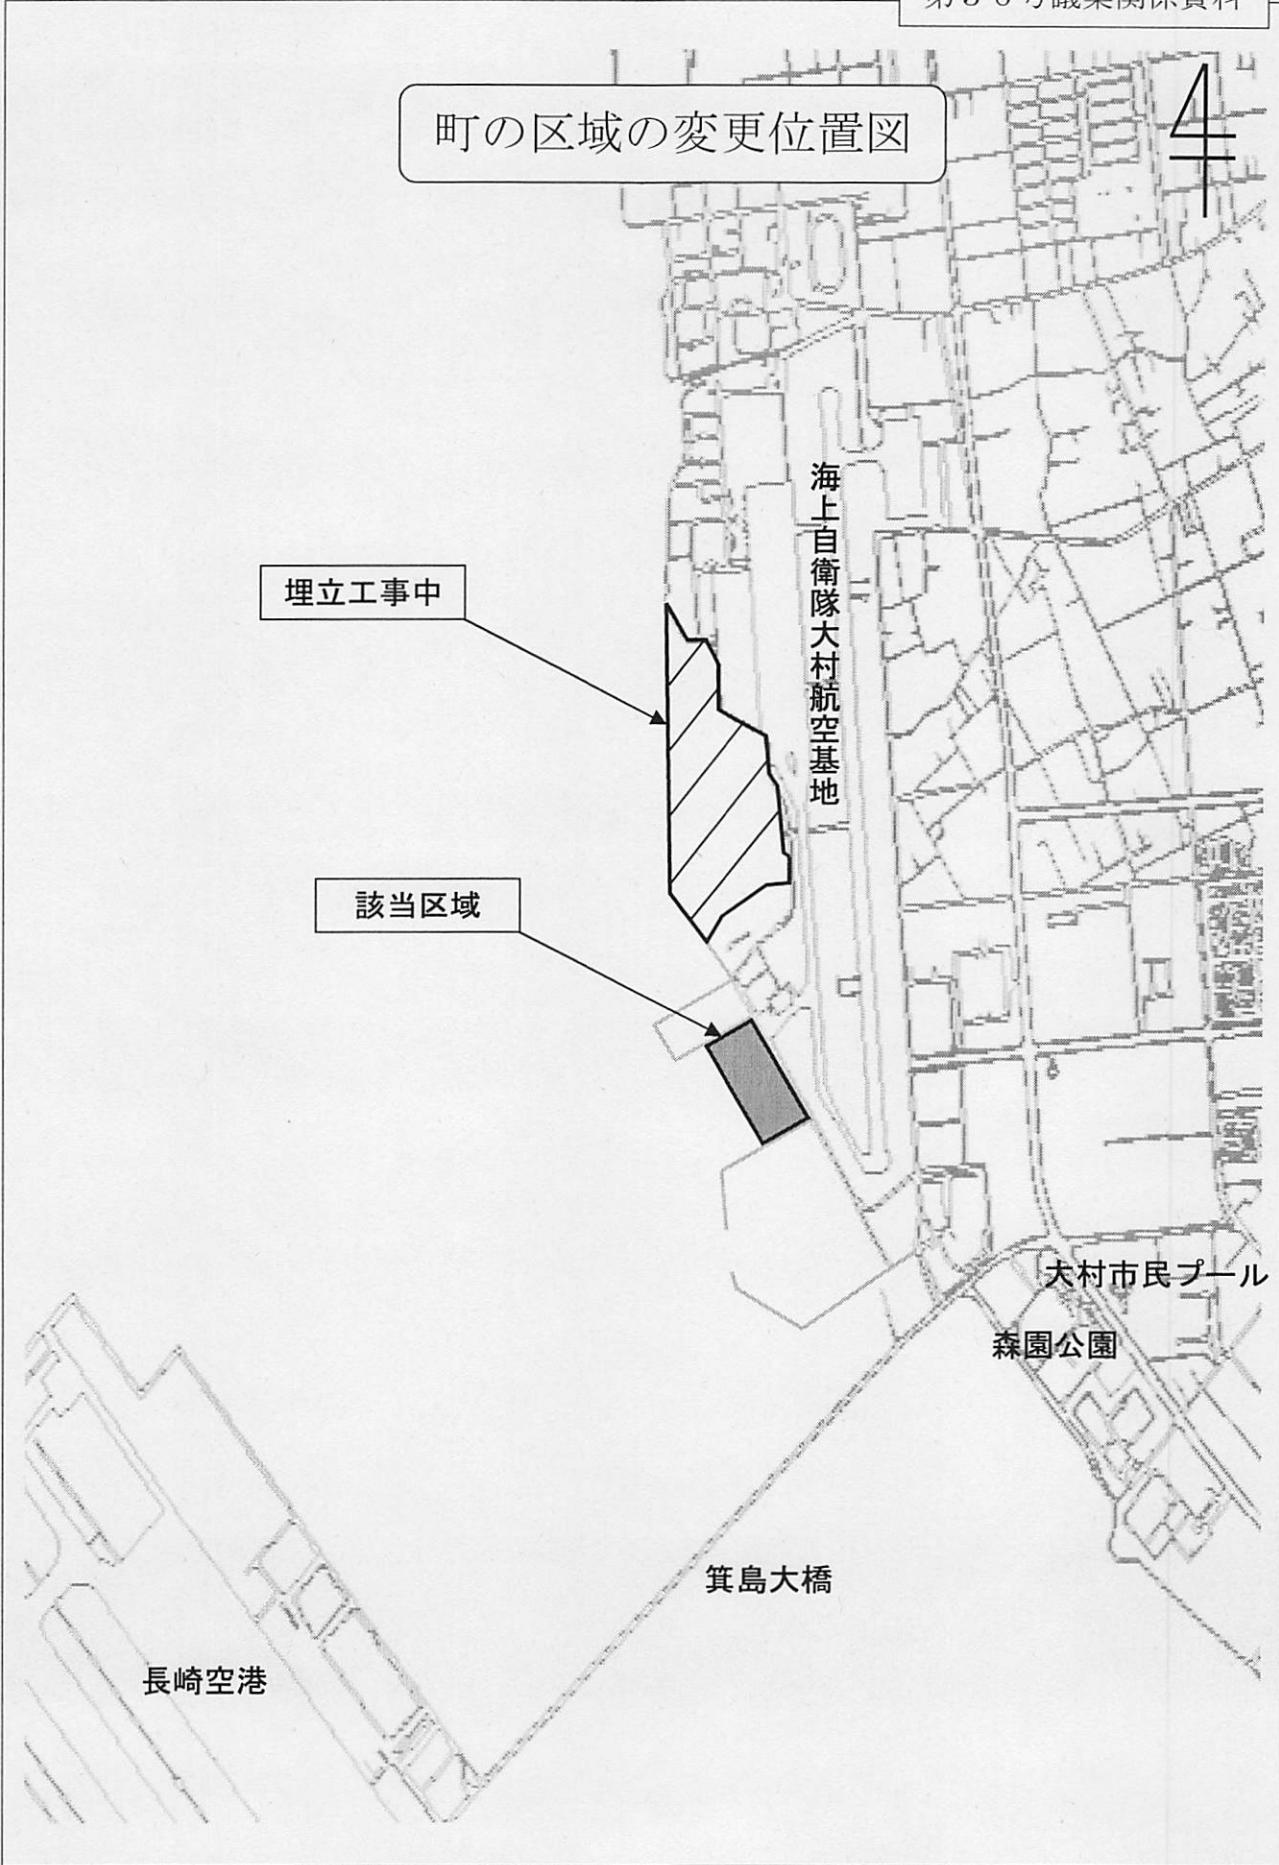 町の区域の変更位置図
海上自衛隊大村航空基地
埋立工事中
該当区域
大村市民プール
森園公園
箕島大橋
長崎空港